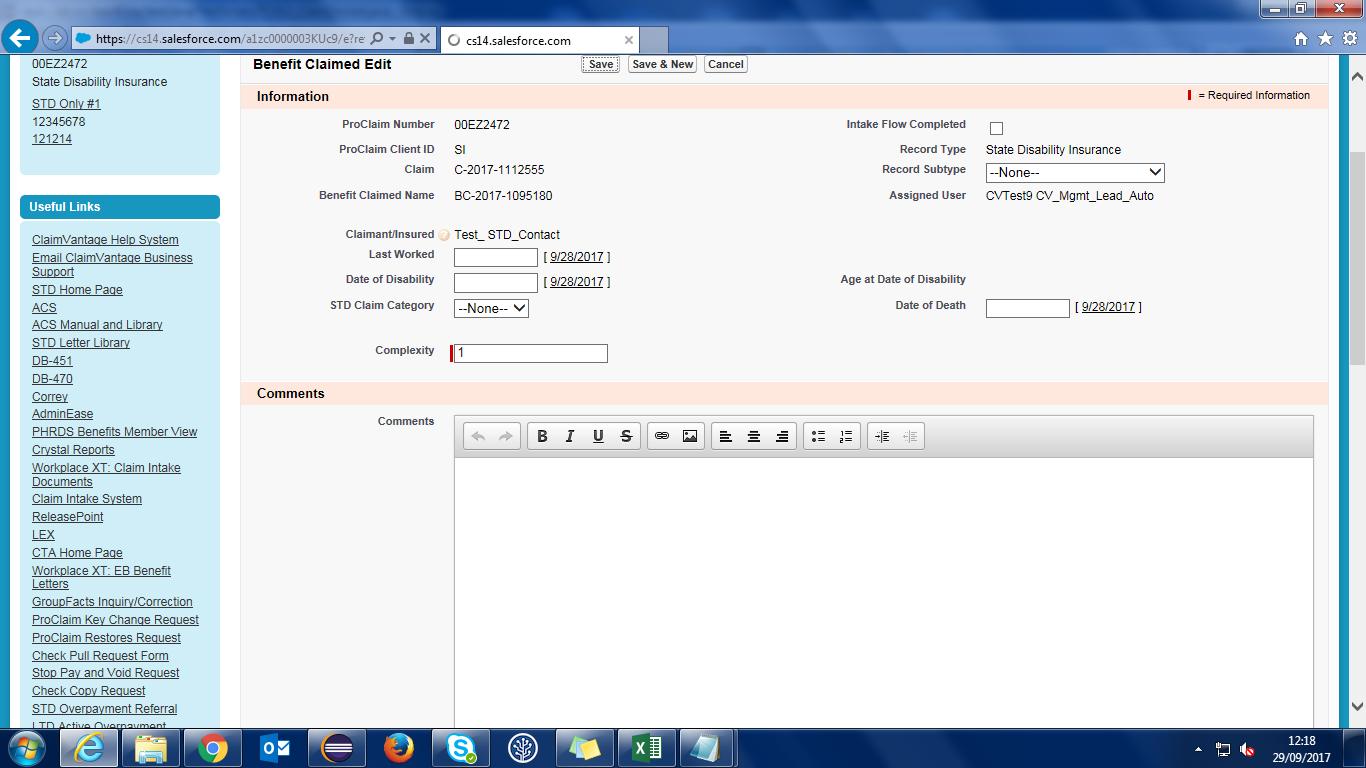 https://cs14.salesforce.com/a1zc0000003KUc9/e?re
cs14.salesforce.com
00EZ2472
State Disability Insurance
STD Only #1
12345678
121214
Useful Links
ClaimVantage Help System
Email ClaimVantage Business
Support
STD Home Page
ACS
ACS Manual and Library
STD Letter Library
DB-451
DB-470
Correy
AdminEase
PHRDS Benefits Member View
Crystal Reports
Workplace XT: Claim Intake
Documents
Claim Intake System
ReleasePoint
LEX
CTA Home Page
Workplace XT: EB Benefit
Letters
GroupFacts Inquiry/Correction
ProClaim Key Change Request
ProClaim Restores Request
Check Pull Request Form
Stop Pay and Void Request
Check Copy Request
STD Overpayment Referral
LTD Active Overpayment
Benefit Claimed Edit
Save Save & New Cancel
Information
= Required Information
ProClaim Number 00EZ2472 Intake Flow Completed
ProClaim Client ID SI Record Type State Disability Insurance
Claim C-2017-1112555 Record Subtype --None--
Benefit Claimed Name BC-2017-1095180 Assigned User CVTest9 CV_Mgmt_Lead_Auto
Claimant/Insured Test_ STD_Contact
Last Worked [ 9/28/2017 ]
Date of Disability [ 9/28/2017 ] Age at Date of Disability
STD Claim Category --None-- Date of Death [ 9/28/2017 ]
Complexity 1
Comments
Comments
B I U S
12:18
29/09/2017